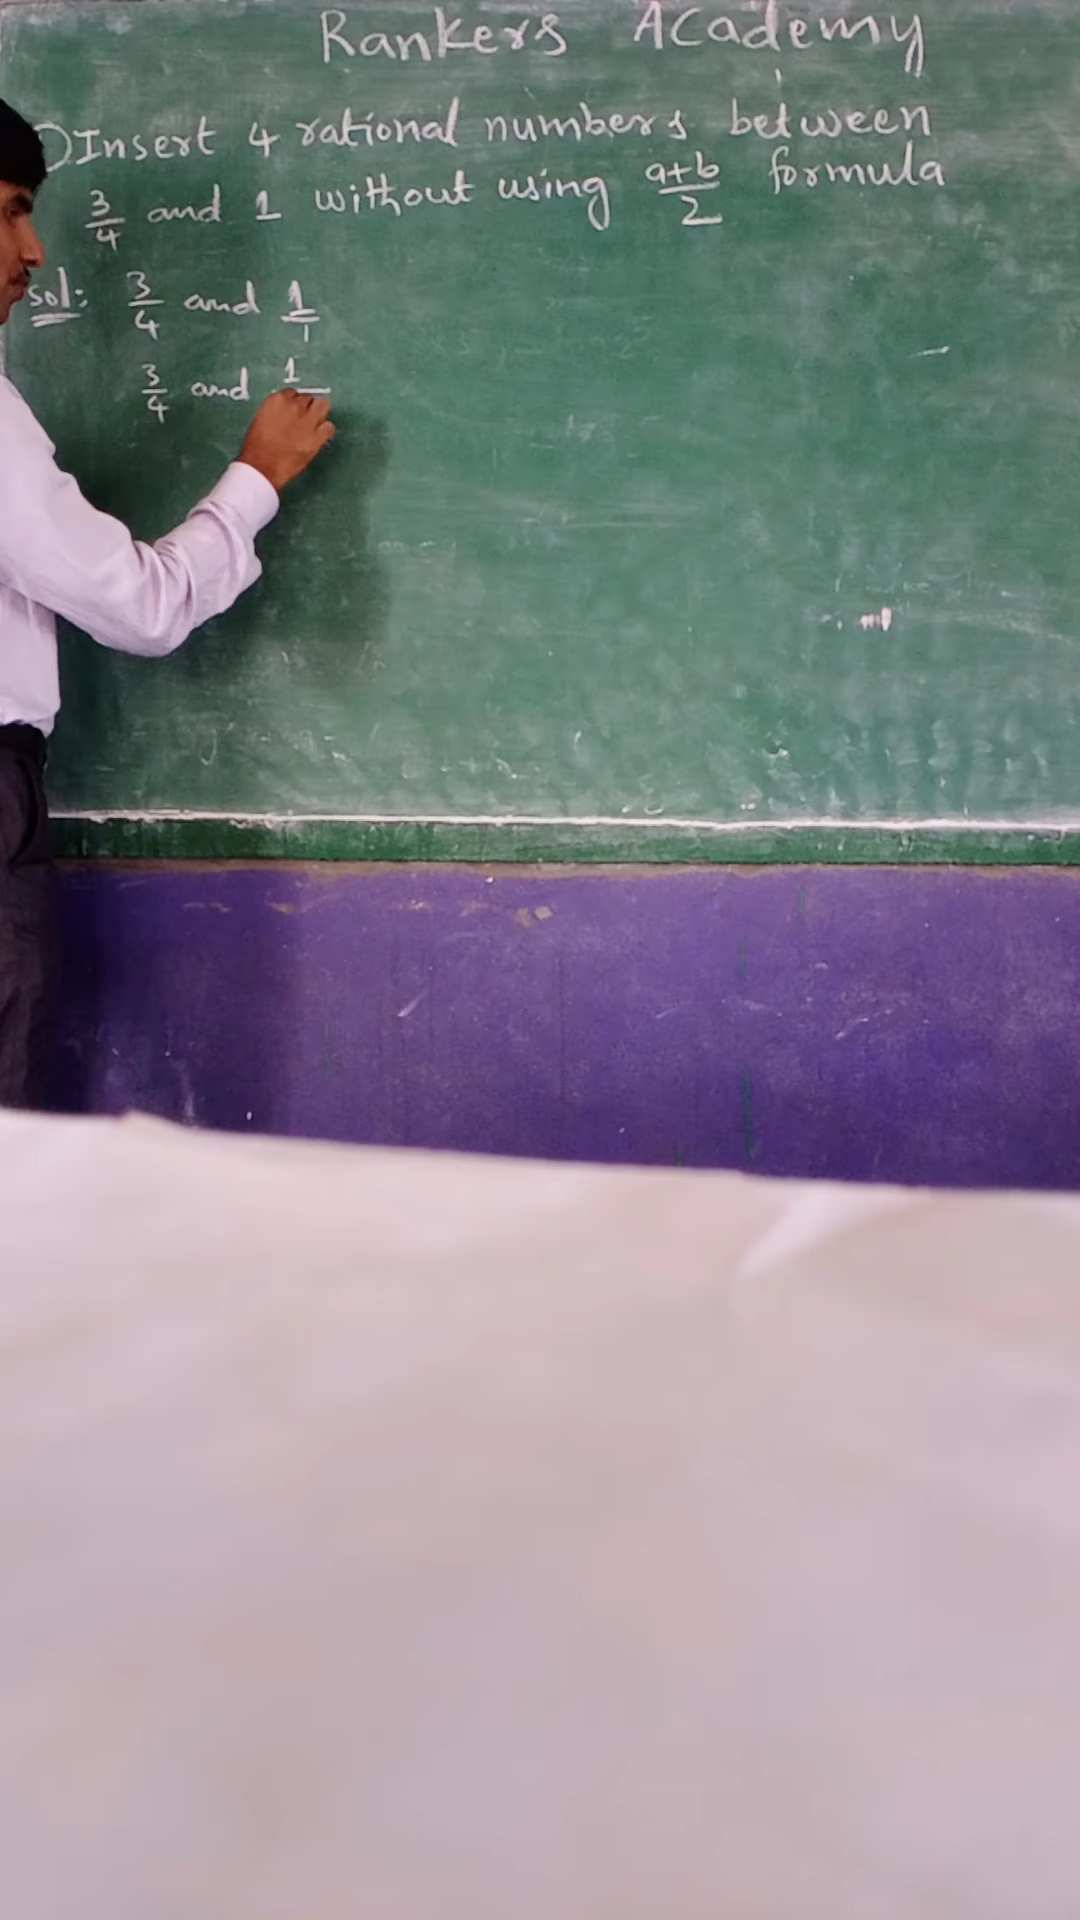 Rankers Academy
1) Insert 4 rational numbers between
3/4 and 1 without using a+b/2 formula
Sol: 3/4 and 1/1
3/4 and 1